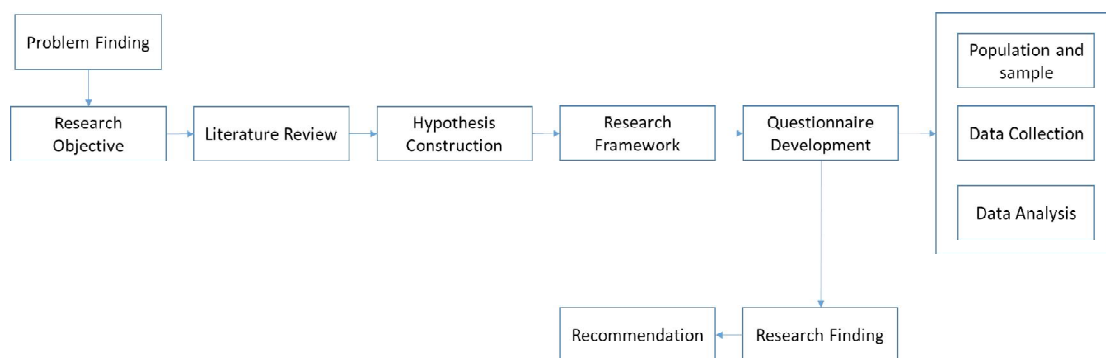 Problem Finding
Research
Objective
Literature Review
Hypothesis
Construction
Research
Framework
Questionnaire
Development
Population and
sample
Data Collection
Data Analysis
Research Finding
Recommendation